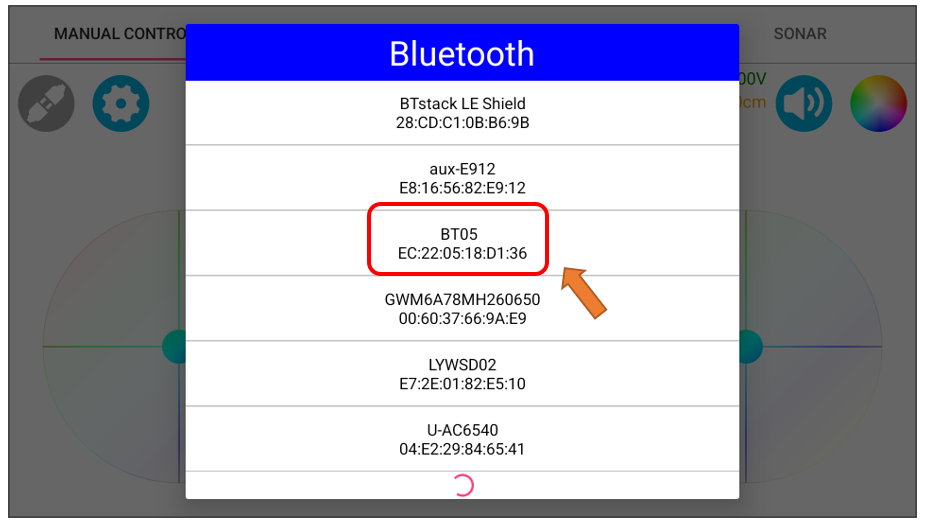 MANUAL CONTRO
SONAR
Bluetooth
00V
0cm
BTstack LE Shield
28:CD:C1:0B:B6:9B
aux-E912
E8:16:56:82:E9:12
BT05
EC:22:05:18:D1:36
GWM6A78MH260650
00:60:37:66:9A:E9
LYWSD02
E7:2E:01:82:E5:10
U-AC6540
04:E2:29:84:65:41